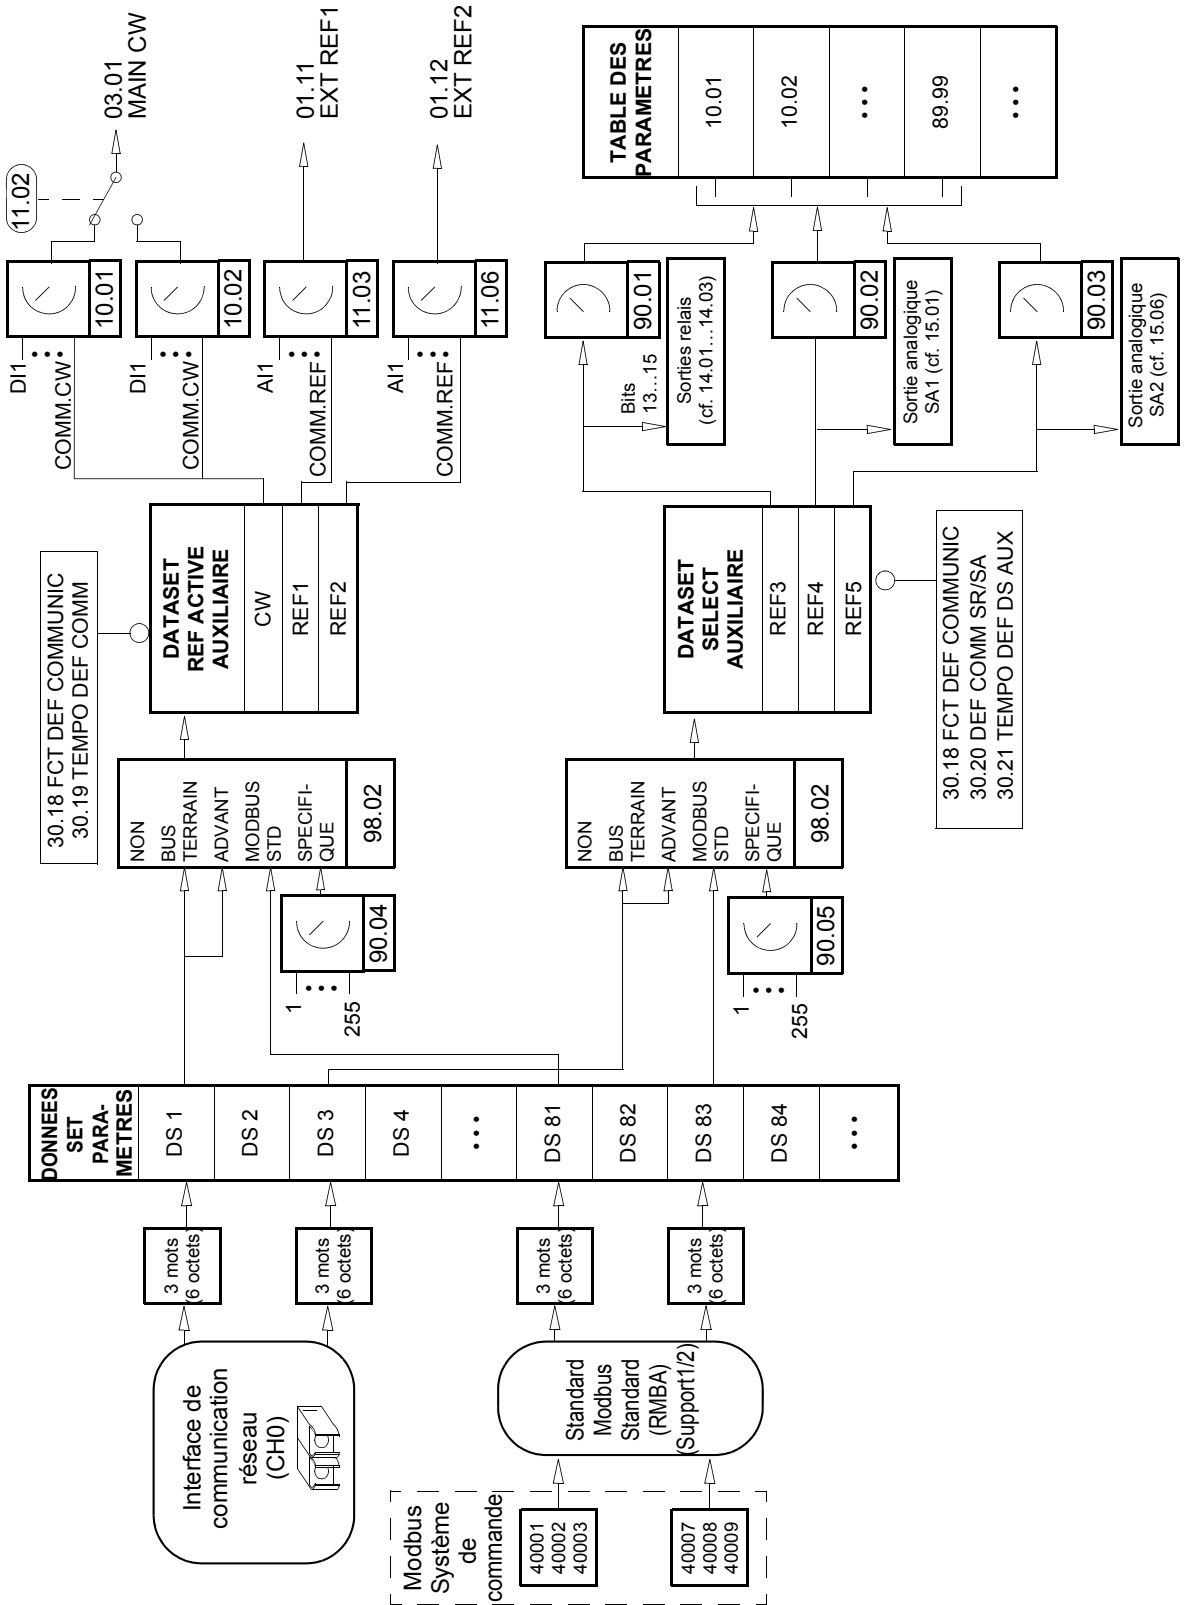 Interface de
communication
réseau
(CH0)
Modbus
Système
de
commande
40001
40002
40003
40007
40008
40009
Standard
Modbus
Standard
(RMBA)
(Support1/2)
3 mots
(6 octets)
3 mots
(6 octets)
3 mots
(6 octets)
3 mots
(6 octets)
DONNEES
SET
PARA-
METRES
DS 1
DS 2
DS 3
DS 4
•••
DS 81
DS 82
DS 83
DS 84
•••
1
•••
255
90.04
1
•••
255
90.05
NON
BUS
TERRAIN
ADVANT
MODBUS
STD
SPECIFI-
QUE
98.02
NON
BUS
TERRAIN
ADVANT
MODBUS
STD
SPECIFI-
QUE
98.02
30.18 FCT DEF COMMUNIC
30.19 TEMPO DEF COMM
DATASET
REF ACTIVE
AUXILIAIRE
CW
REF1
REF2
DATASET
SELECT
AUXILIAIRE
REF3
REF4
REF5
30.18 FCT DEF COMMUNIC
30.20 DEF COMM SR/SA
30.21 TEMPO DEF DS AUX
DI1
•••
COMM.CW
10.01
DI1
•••
COMM.CW
10.02
AI1
•••
COMM.REF
11.03
AI1
•••
COMM.REF
11.06
11.02
03.01
MAIN CW
01.11
EXT REF1
01.12
EXT REF2
Bits
13...15
90.01
Sorties relais
(cf. 14.01...14.03)
90.02
Sortie analogique
SA1 (cf. 15.01)
90.03
Sortie analogique
SA2 (cf. 15.06)
TABLE DES
PARAMETRES
10.01
10.02
•••
89.99
•••